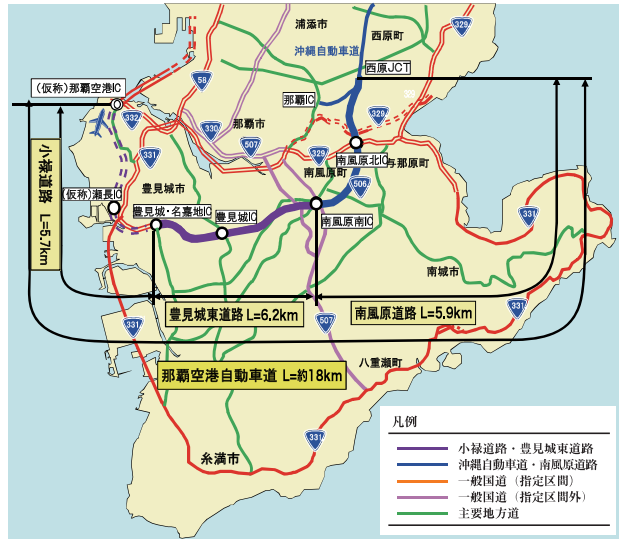 浦添市
西原町
329
沖縄自動車道
西原JCT
58
(仮称)那覇空港IC
那覇IC
332
330
那覇市
329
507
331
329
南風原北IC
与那原町
南風原町
506
小禄道路 L=5.7km
豊見城市
(仮称)瀬長IC
豊見城・名嘉地IC
豊見城IC
南風原南IC
331
南城市
豊見城東道路 L=6.2km
南風原道路 L=5.9km
331
507
331
八重瀬町
那覇空港自動車道 L=約18km
331
糸満市
凡例
小禄道路・豊見城東道路
沖縄自動車道・南風原道路
一般国道(指定区間)
一般国道(指定区間外)
主要地方道